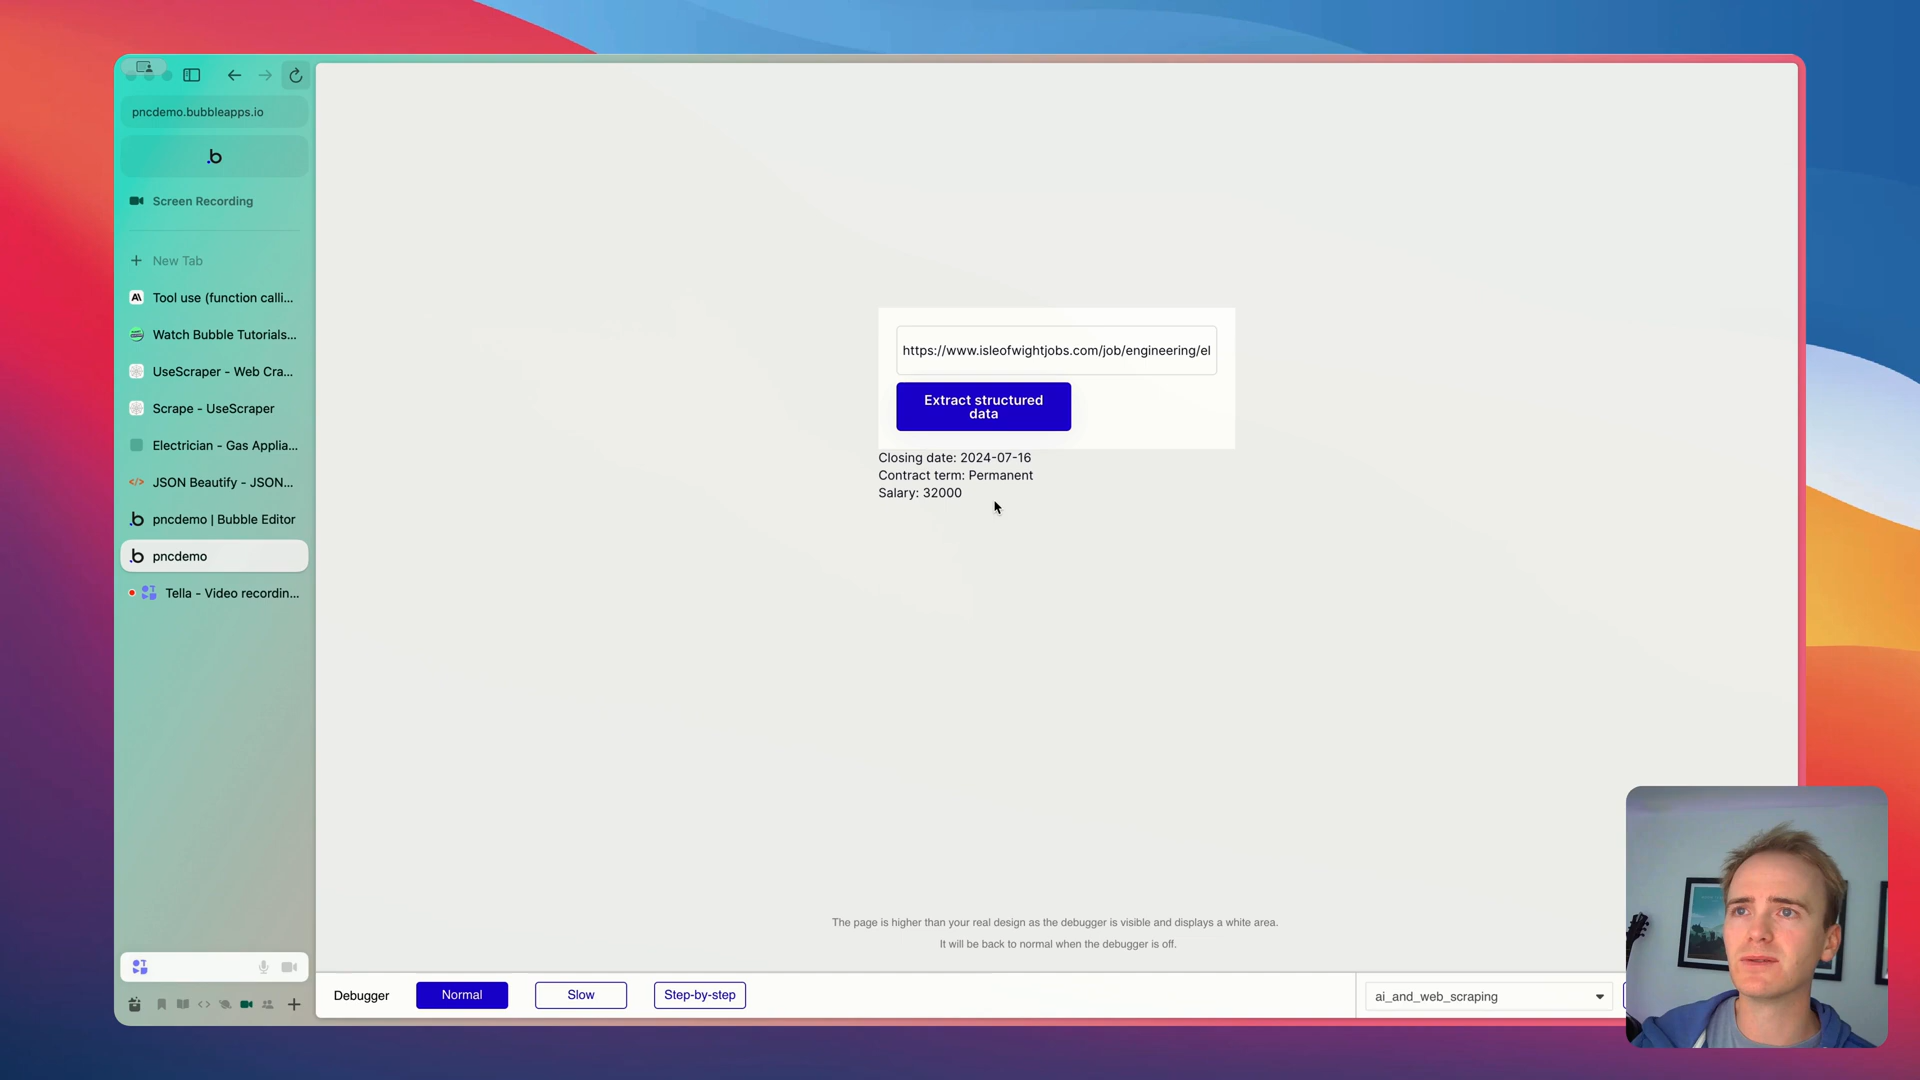 pncdemo.bubbleapps.io
.b
Screen Recording
New Tab
Tool use (function calli...
Watch Bubble Tutorials...
UseScraper - Web Cra...
Scrape - UseScraper
Electrician - Gas Applia...
JSON Beautify - JSON...
pncdemo | Bubble Editor
pncdemo
Tella - Video recordin...
https://www.isleofwightjobs.com/job/engineering/el
Extract structured
data
Closing date: 2024-07-16
Contract term: Permanent
Salary: 32000
The page is higher than your real design as the debugger is visible and displays a white area.
It will be back to normal when the debugger is off.
Debugger
Normal
Slow
Step-by-step
ai_and_web_scraping